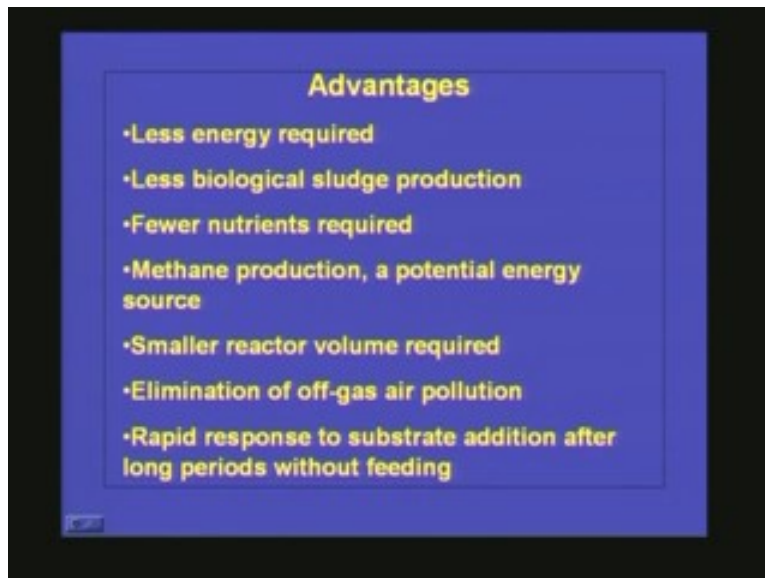 Advantages
•Less energy required
•Less biological sludge production
•Fewer nutrients required
•Methane production, a potential energy
source
•Smaller reactor volume required
•Elimination of off-gas air pollution
•Rapid response to substrate addition after
long periods without feeding